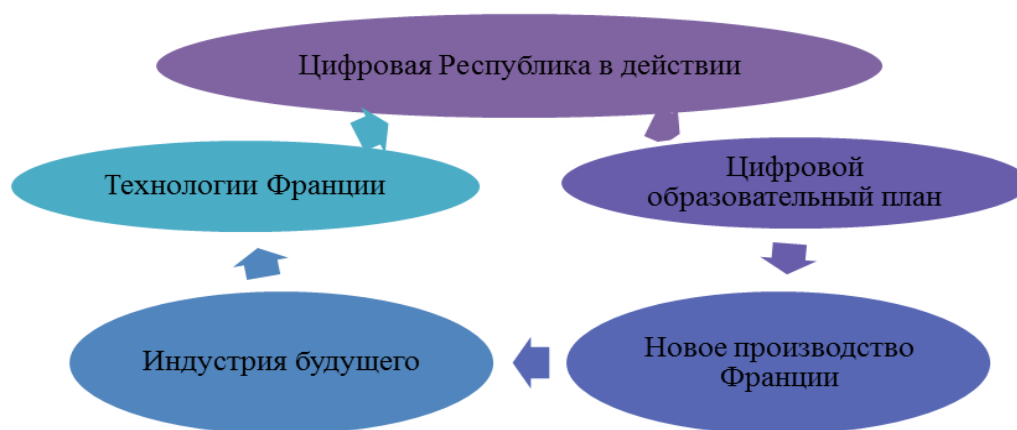 Цифровая Республика в действии
Технологии Франции
Цифровой
образовательный план
Индустрия будущего
Новое производство
Франции